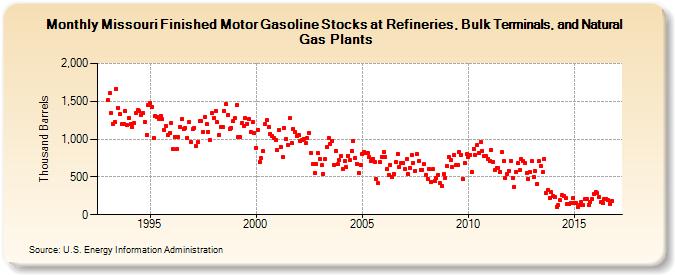 Monthly Missouri Finished Motor Gasoline Stocks at Refineries, Bulk Terminals, and Natural
Gas Plants
Thousand Barrels
2,000
1,500
1,000
500
0
1995
2000
2005
2010
2015
Source: U.S. Energy Information Administration